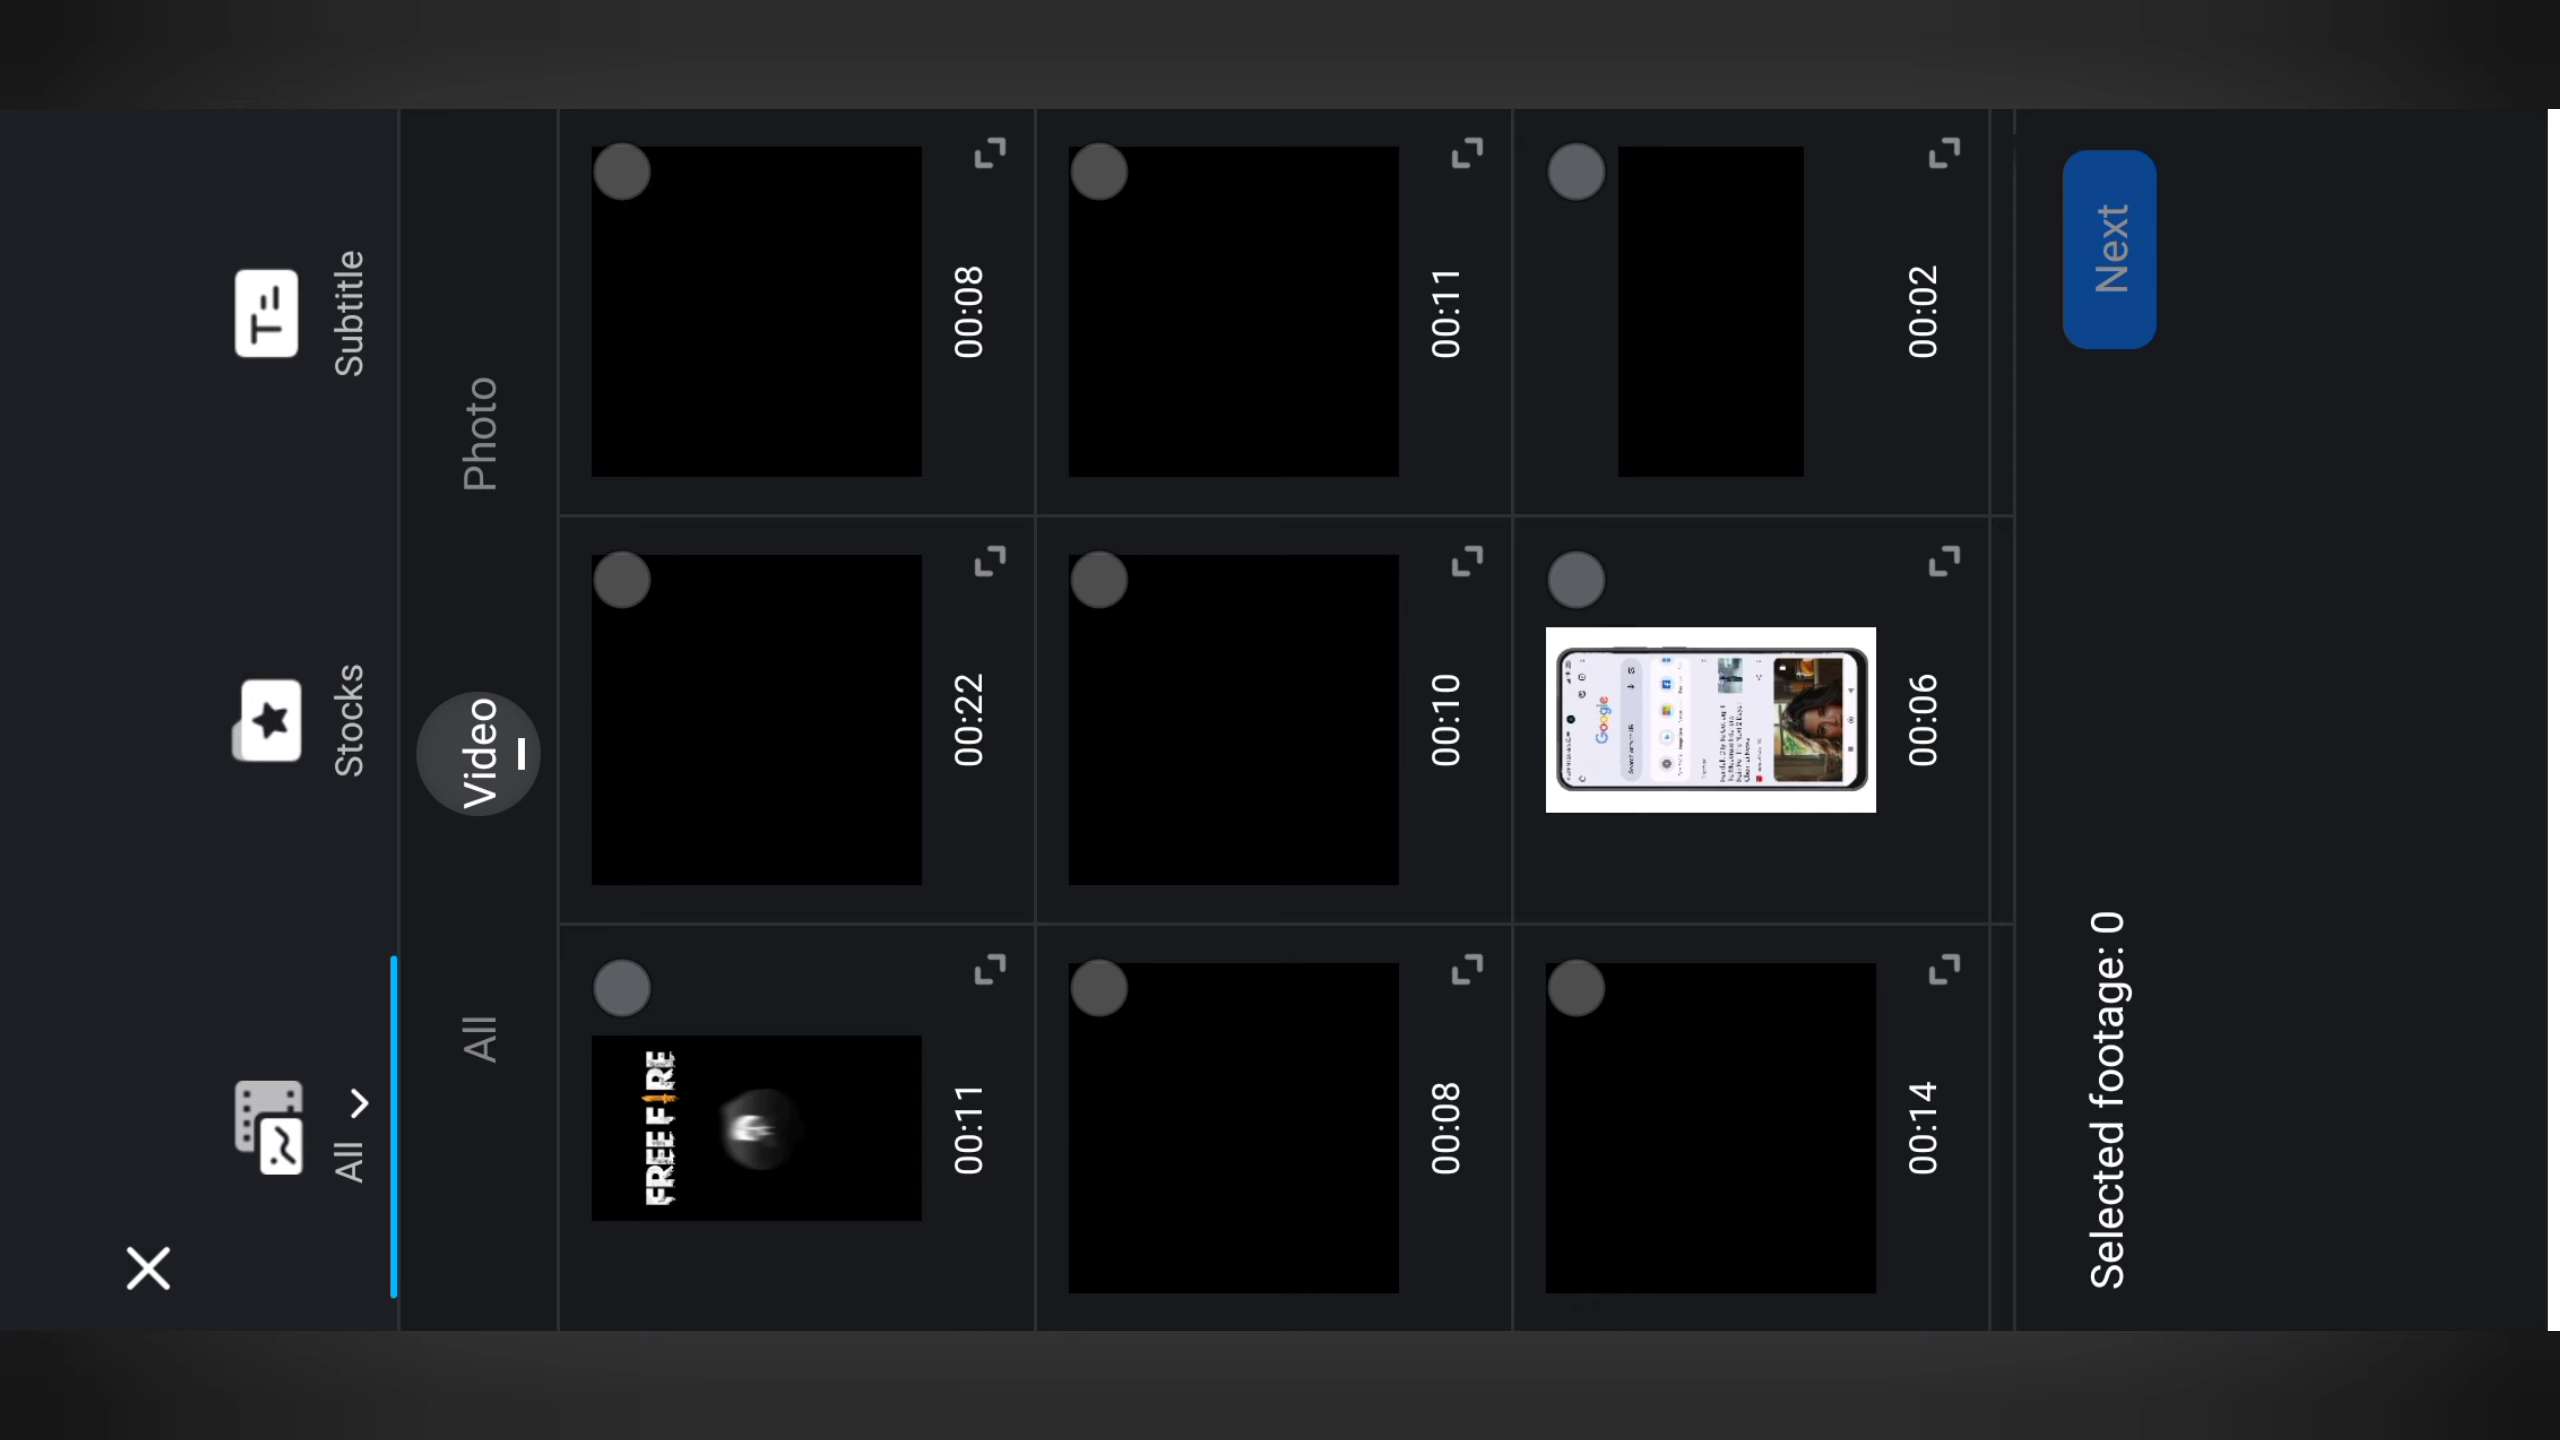 All
Stocks
Subtitle
All
Video
Photo
FREE FIRE
00:11
00:22
00:08
00:08
00:10
00:11
Google
00:14
00:06
00:02
Selected footage: 0
Next